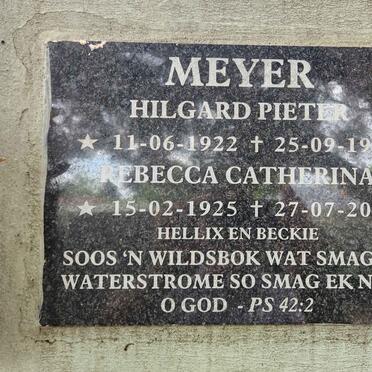 MEYER
HILGARD PIETER
★ 11-06-1922 † 25-09-19
REBECCA CATHERINA
★ 15-02-1925 † 27-07-20
HELLIX EN BECKIE
SOOS 'N WILDSBOK WAT SMAG
WATERSTROME SO SMAG EK N
O GOD - PS 42:2